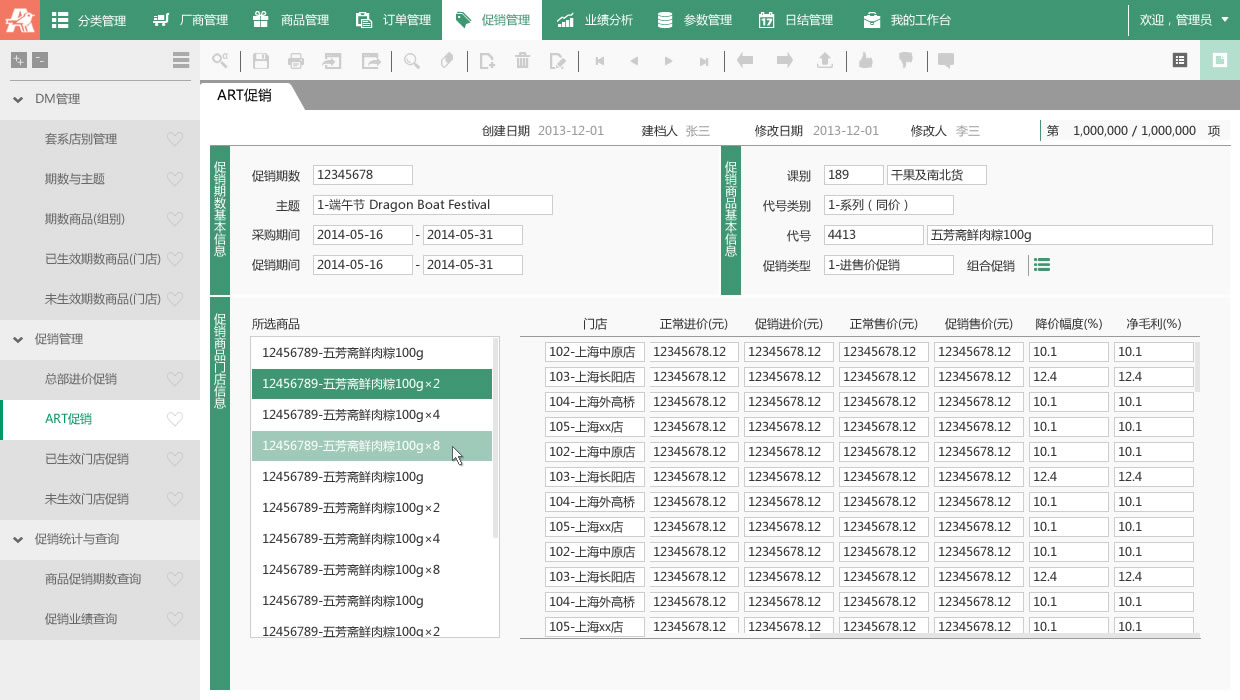 分类管理 厂商管理 商品管理 订单管理 促销管理 业绩分析 参数管理 日结管理 我的工作台 欢迎，管理员
DM管理
套系店别管理
期数与主题
期数商品(组别)
已生效期数商品(门店)
未生效期数商品(门店)
促销管理
总部进价促销
ART促销
已生效门店促销
未生效门店促销
促销统计与查询
商品促销期数查询
促销业绩查询
ART促销
创建日期 2013-12-01 建档人 张三 修改日期 2013-12-01 修改人 李三 第 1,000,000 / 1,000,000 项
促销期数基本信息
促销期数 12345678
主题 1-端午节 Dragon Boat Festival
采购期间 2014-05-16 - 2014-05-31
促销期间 2014-05-16 - 2014-05-31
促销商品基本信息
课别 189 干果及南北货
代号类别 1-系列（同价）
代号 4413 五芳斋鲜肉粽100g
促销类型 1-进售价促销 组合促销
促销商品门店信息
所选商品
12456789-五芳斋鲜肉粽100g
12456789-五芳斋鲜肉粽100g×2
12456789-五芳斋鲜肉粽100g×4
12456789-五芳斋鲜肉粽100g×8
12456789-五芳斋鲜肉粽100g
12456789-五芳斋鲜肉粽100g×2
12456789-五芳斋鲜肉粽100g×4
12456789-五芳斋鲜肉粽100g×8
12456789-五芳斋鲜肉粽100g
12456789-五芳斋鲜肉粽100g×2
门店 正常进价(元) 促销进价(元) 正常售价(元) 促销售价(元) 降价幅度(%) 净毛利(%)
102-上海中原店 12345678.12 12345678.12 12345678.12 12345678.12 10.1 10.1
103-上海长阳店 12345678.12 12345678.12 12345678.12 12345678.12 12.4 12.4
104-上海外高桥 12345678.12 12345678.12 12345678.12 12345678.12 10.1 10.1
105-上海xx店 12345678.12 12345678.12 12345678.12 12345678.12 10.1 10.1
102-上海中原店 12345678.12 12345678.12 12345678.12 12345678.12 10.1 10.1
103-上海长阳店 12345678.12 12345678.12 12345678.12 12345678.12 12.4 12.4
104-上海外高桥 12345678.12 12345678.12 12345678.12 12345678.12 10.1 10.1
105-上海xx店 12345678.12 12345678.12 12345678.12 12345678.12 10.1 10.1
102-上海中原店 12345678.12 12345678.12 12345678.12 12345678.12 10.1 10.1
103-上海长阳店 12345678.12 12345678.12 12345678.12 12345678.12 12.4 12.4
104-上海外高桥 12345678.12 12345678.12 12345678.12 12345678.12 10.1 10.1
105-上海xx店 12345678.12 12345678.12 12345678.12 12345678.12 10.1 10.1